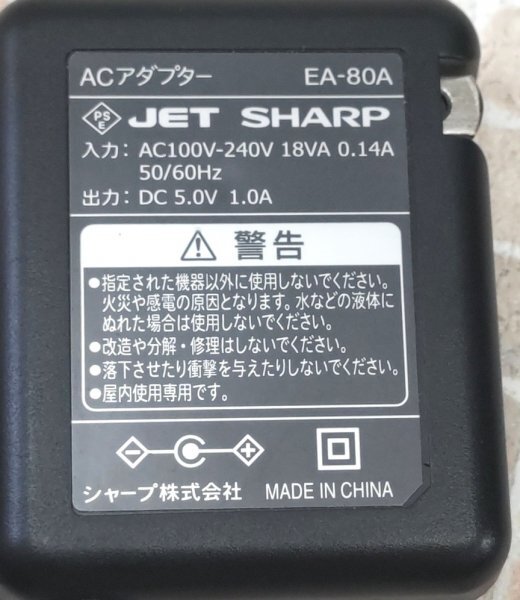 ACアダプター EA-80A
PS E JET SHARP
入力: AC100V-240V 18VA 0.14A
50/60Hz
出力: DC 5.0V 1.0A
警告
●指定された機器以外に使用しないでください。
火災や感電の原因となります。水などの液体に
ぬれた場合は使用しないでください。
●改造や分解・修理はしないでください。
●落下させたり衝撃を与えたりしないでください。
●屋内使用専用です。
シャープ株式会社 MADE IN CHINA